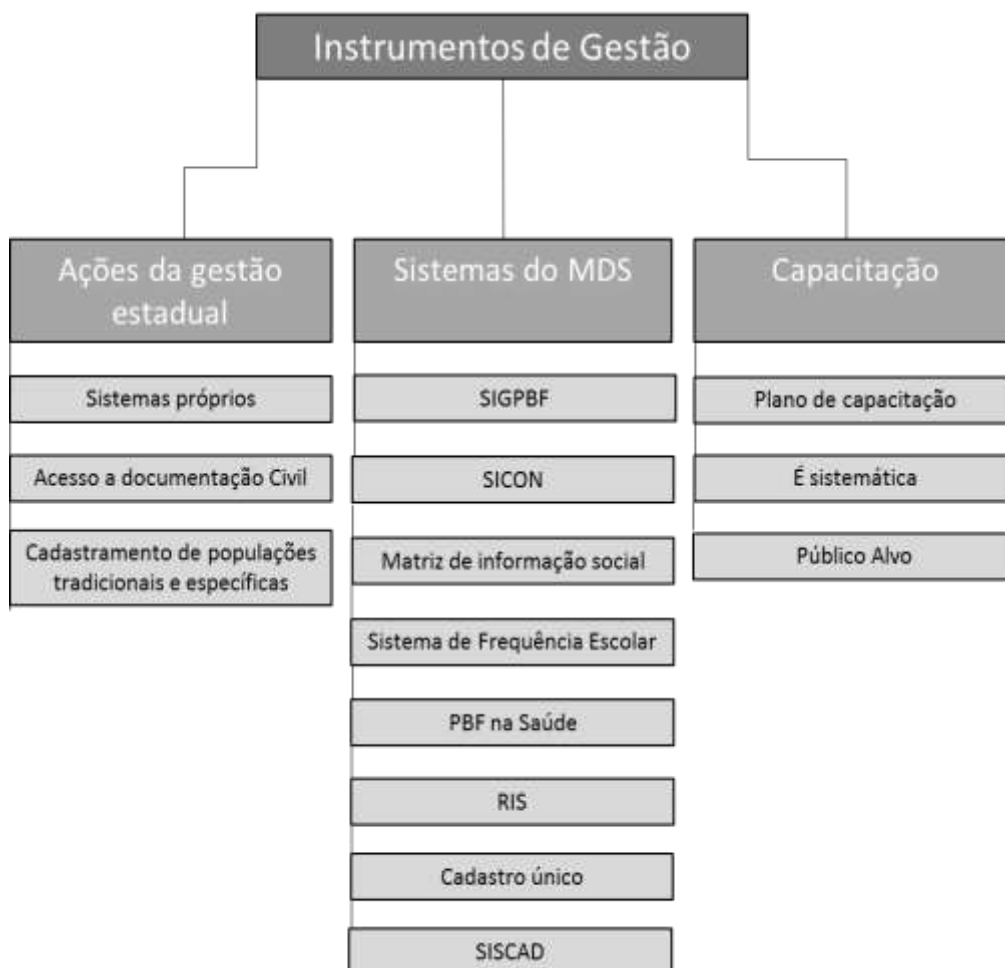 Instrumentos de Gestão
Ações da gestão
estadual
Sistemas próprios
Acesso a documentação Civil
Cadastramento de populações
tradicionais e específicas
Sistemas do MDS
SIGPBF
SICON
Matriz de informação social
Sistema de Frequência Escolar
PBF na Saúde
RIS
Cadastro único
SISCAD
Capacitação
Plano de capacitação
É sistemática
Público Alvo